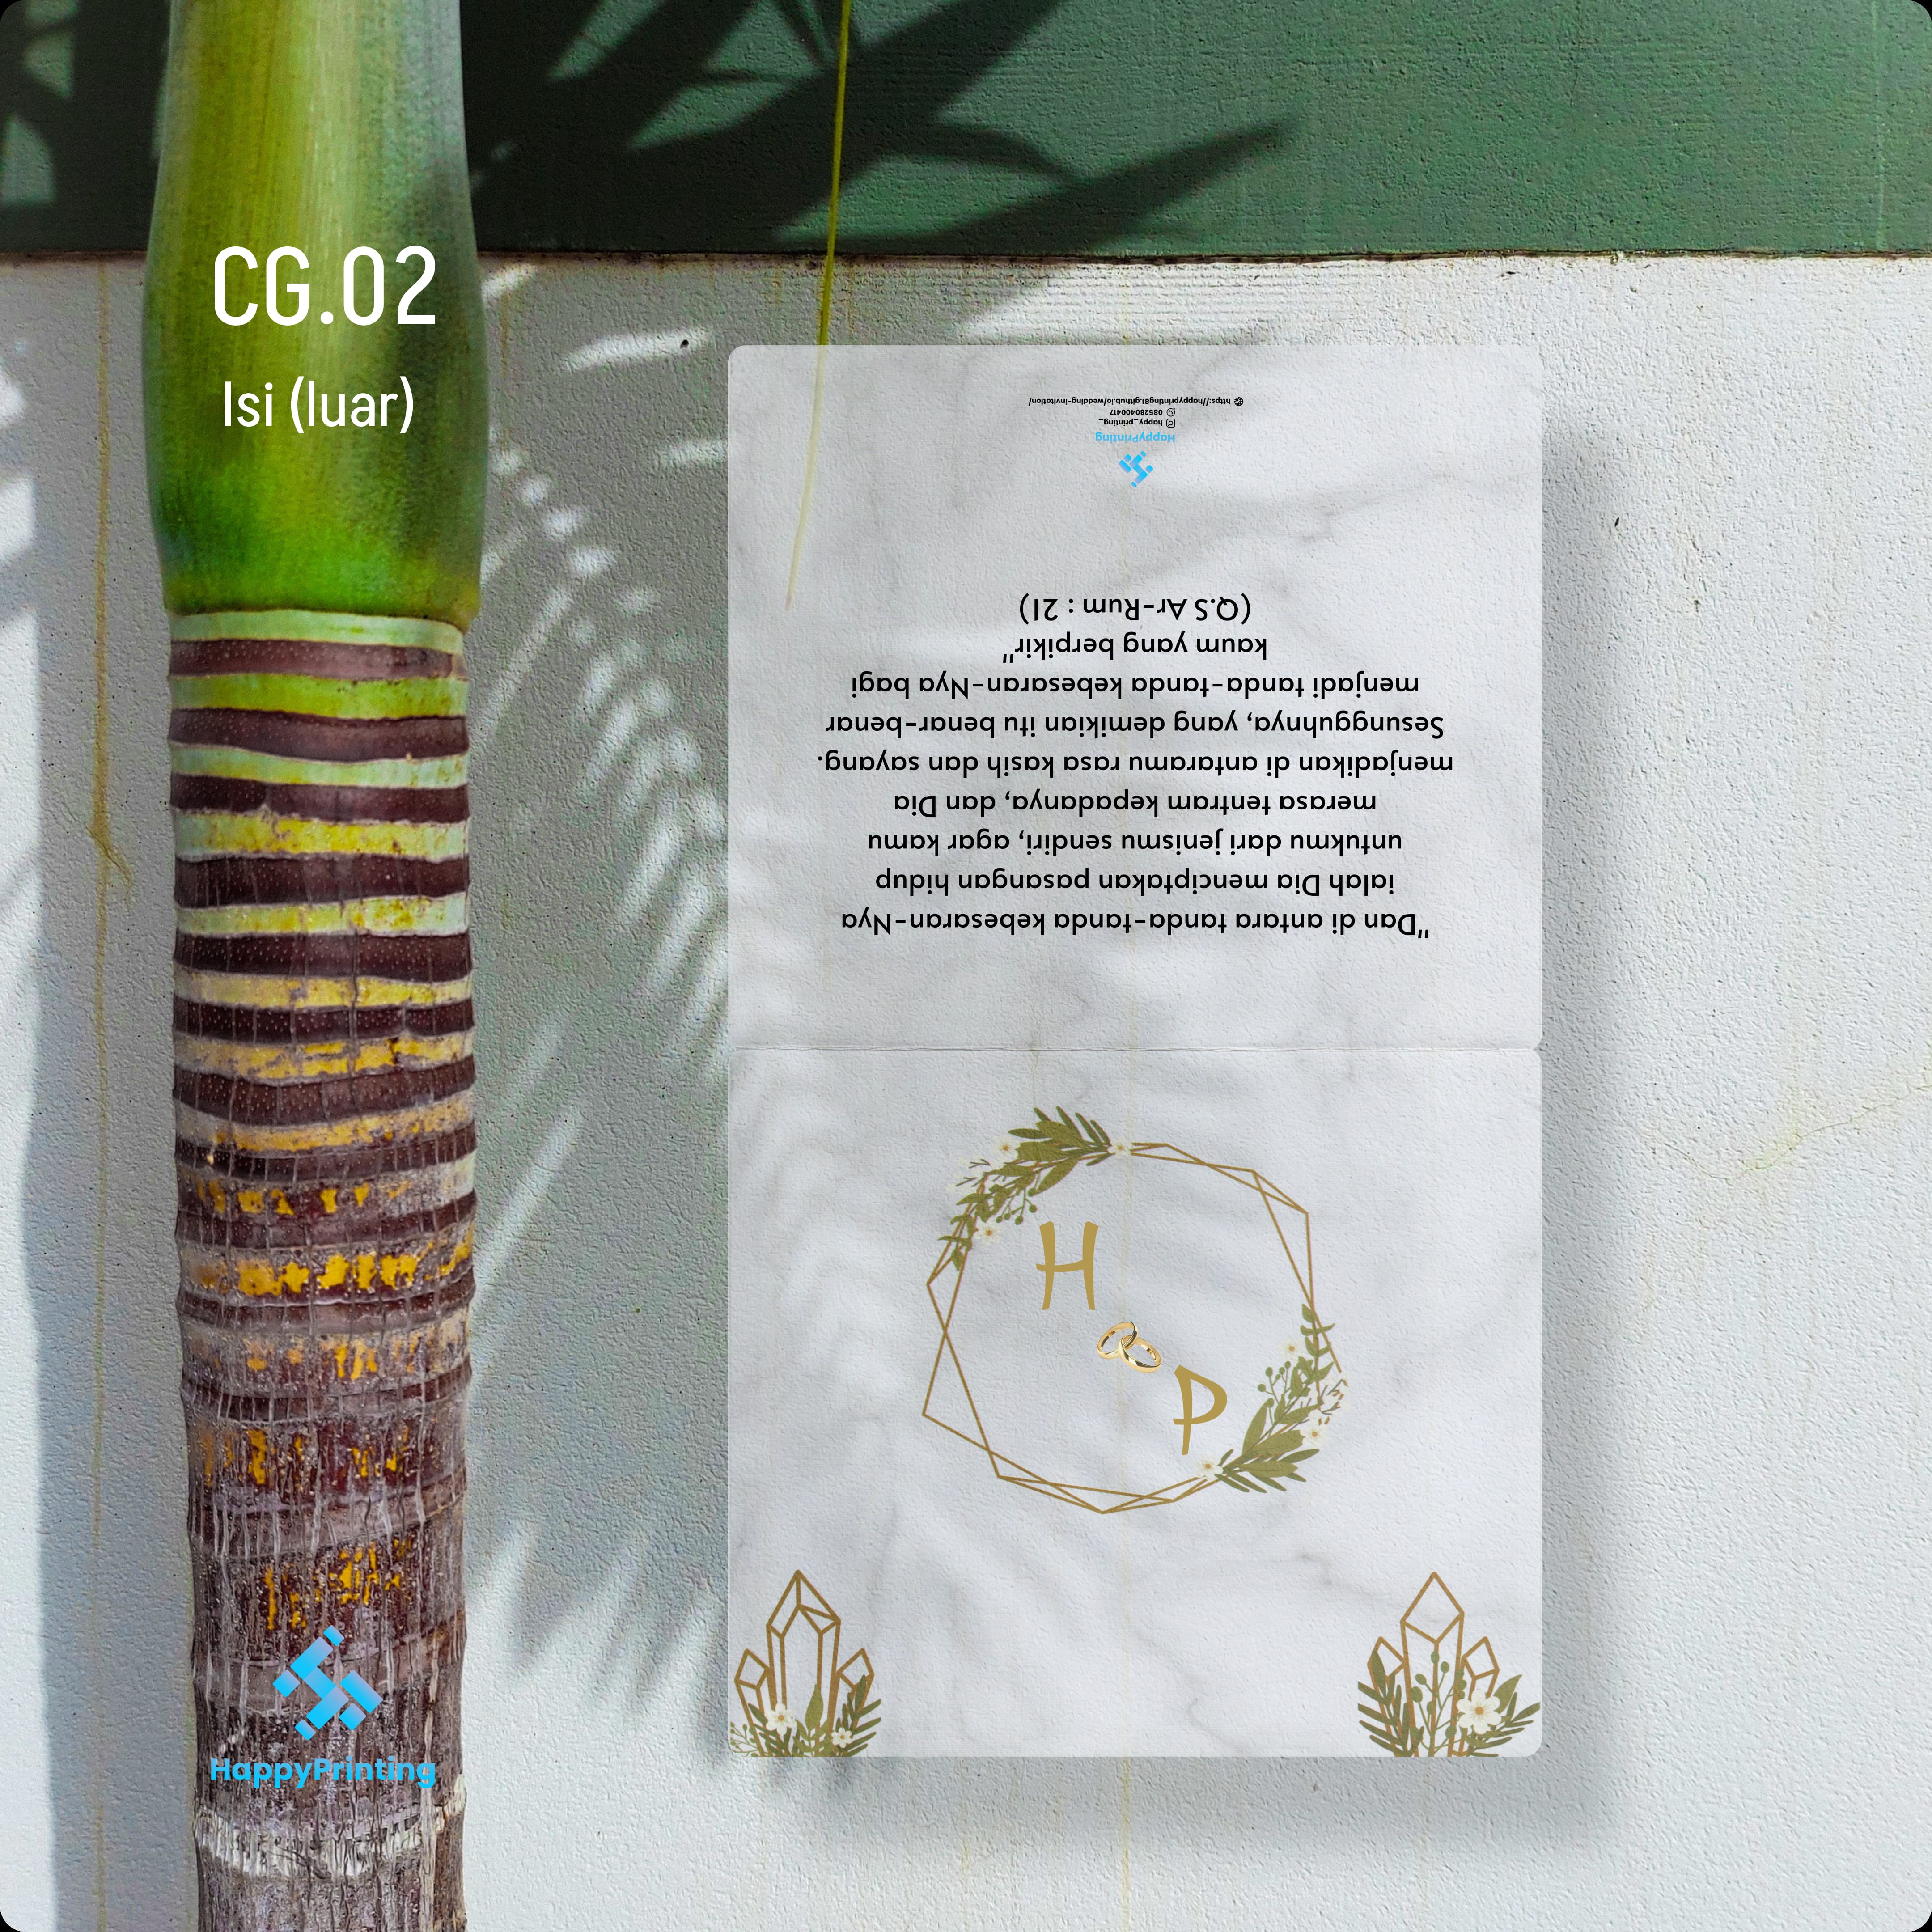 CG.02
Isi (luar)
"Dan di antara tanda-tanda kebesaran-Nya
ialah Dia menciptakan pasangan hidup
untukmu dari jenismu sendiri, agar kamu
merasa tentram kepadanya, dan Dia
menjadikan di antaramu rasa kasih dan sayang.
Sesungguhnya, yang demikian itu benar-benar
menjadi tanda-tanda kebesaran-Nya bagi
kaum yang berpikir"
(Q.S Ar-Rum : 21)
HappyPrinting
happy_printing_
085280400417
https://happyprinting81.github.io/wedding-invitation/
H
P
HappyPrinting